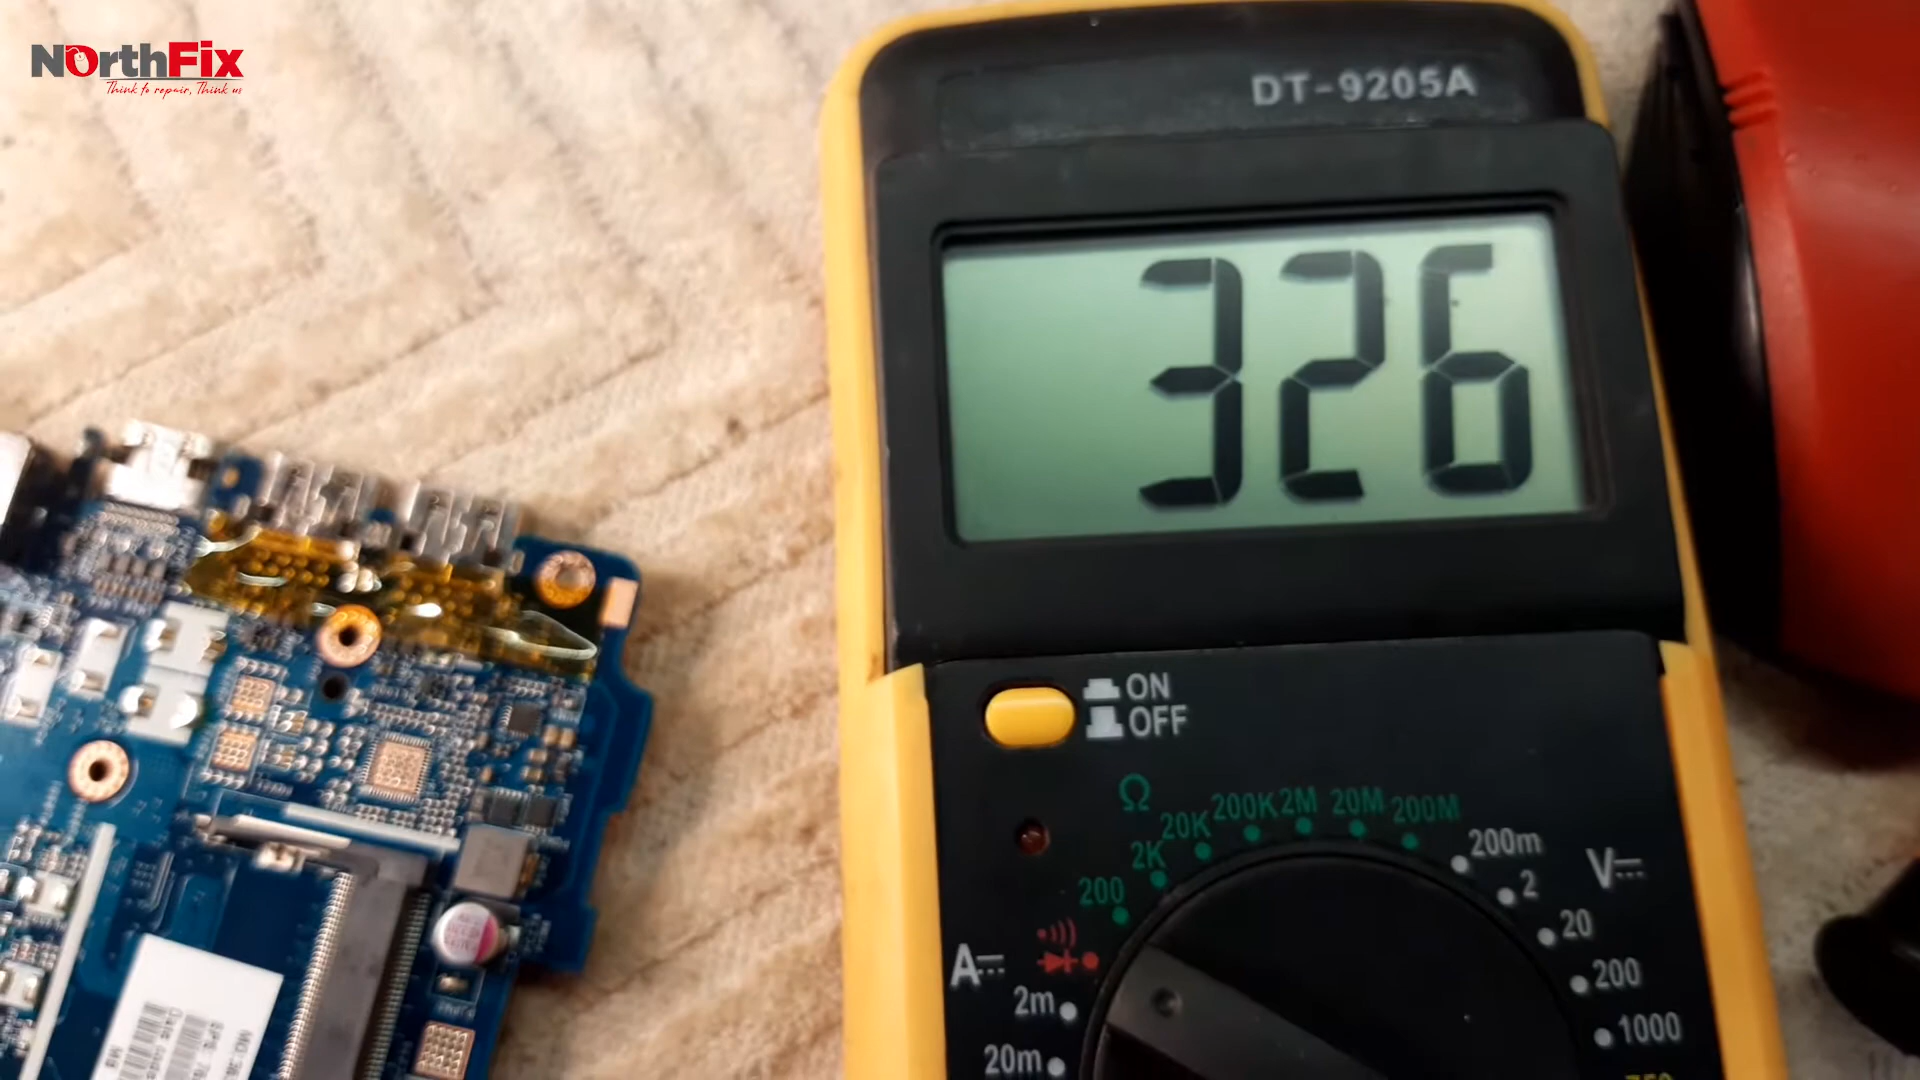 NorthFix
Think to repair, Think us
DT-9205A
326
ON
OFF
Ω
200
2K
20K
200K
2M
20M
200M
200m
2
20
200
1000
V
A
2m
20m